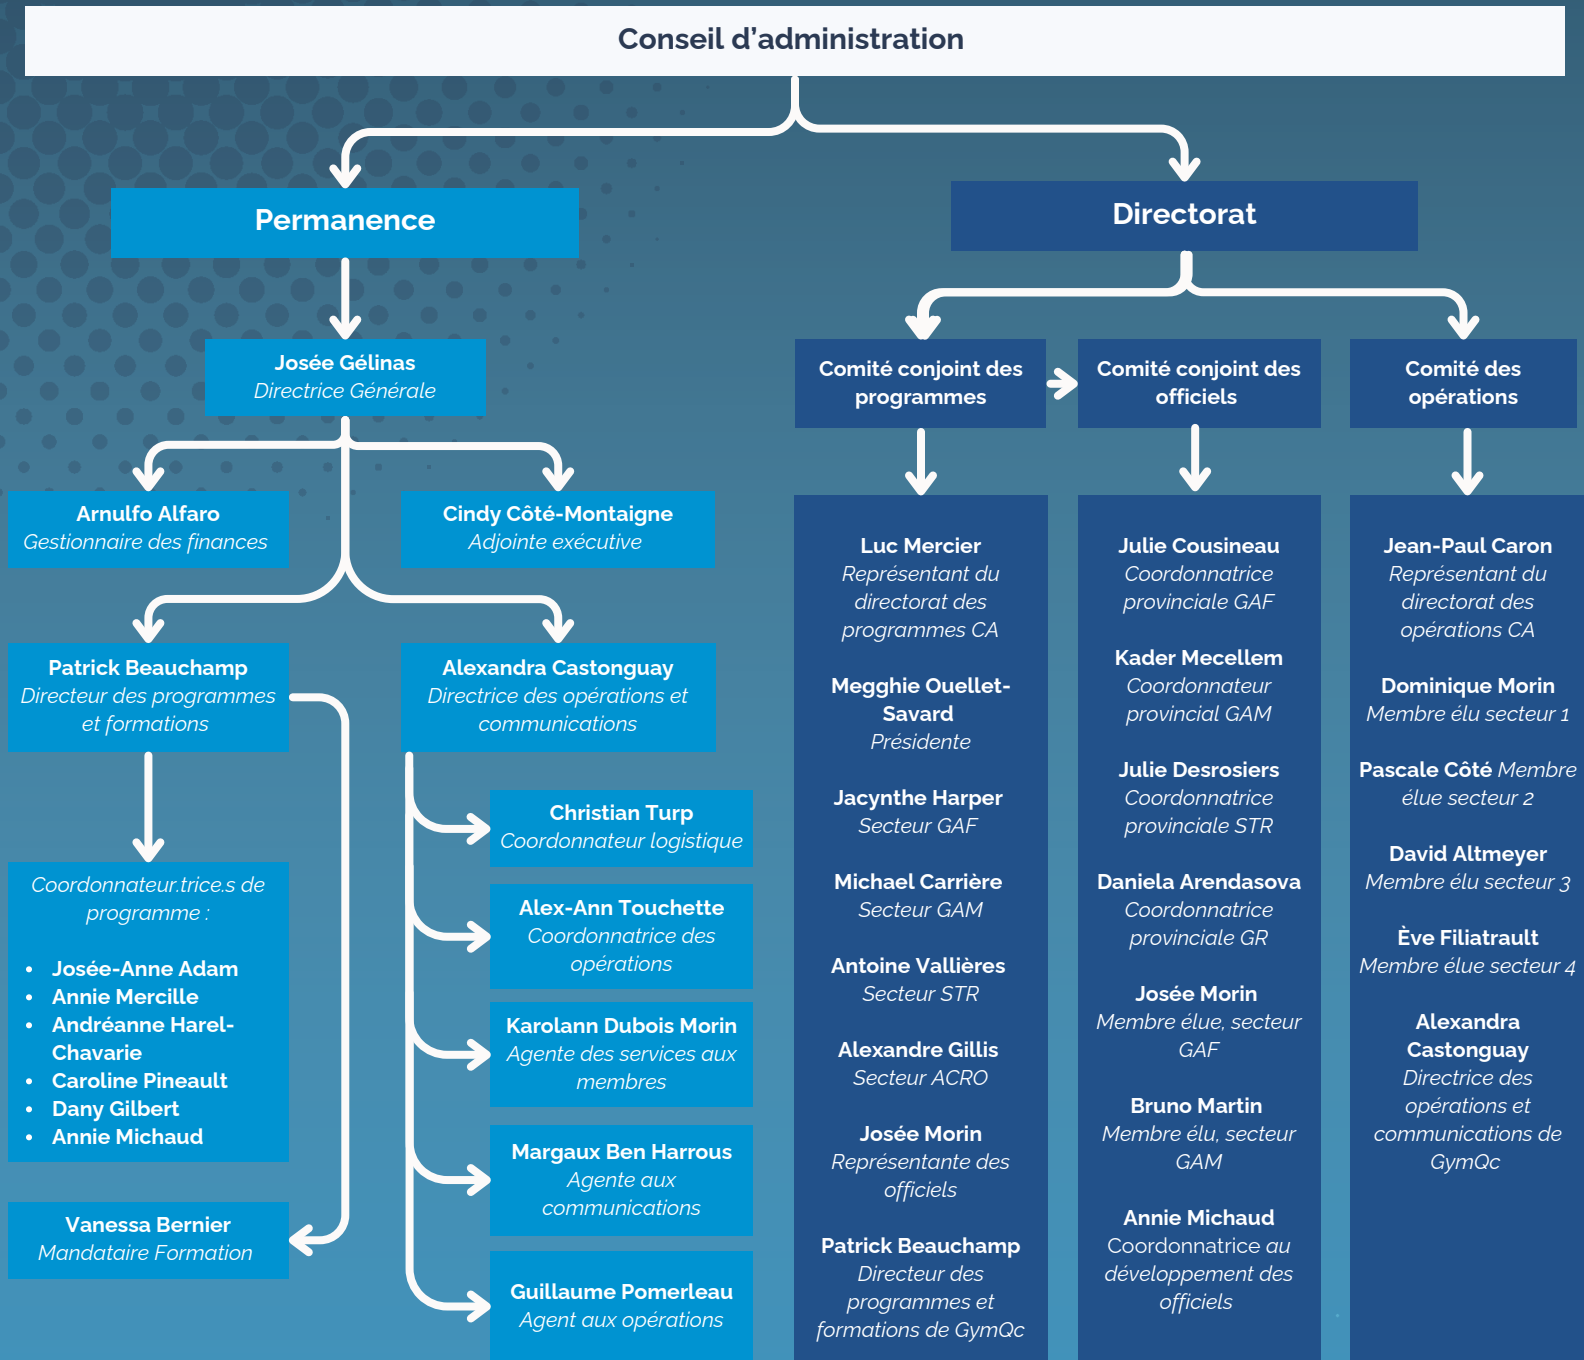 Conseil d’administration
Permanence
Directorat
Josée Gélinas
Directrice Générale
Arnulfo Alfaro
Gestionnaire des finances
Cindy Côté-Montaigne
Adjointe exécutive
Patrick Beauchamp
Directeur des programmes
et formations
Alexandra Castonguay
Directrice des opérations et
communications
Coordonnateur.trice.s de
programme :
• Josée-Anne Adam
• Annie Mercille
• Andréanne Harel-
Chavarie
• Caroline Pineault
• Dany Gilbert
• Annie Michaud
Vanessa Bernier
Mandataire Formation
Christian Turp
Coordonnateur logistique
Alex-Ann Touchette
Coordonnatrice des
opérations
Karolann Dubois Morin
Agente des services aux
membres
Margaux Ben Harrous
Agente aux
communications
Guillaume Pomerleau
Agent aux opérations
Comité conjoint des
programmes
Luc Mercier
Représentant du
directorat des
programmes CA
Megghie Ouellet-
Savard
Présidente
Jacynthe Harper
Secteur GAF
Michael Carrière
Secteur GAM
Antoine Vallières
Secteur STR
Alexandre Gillis
Secteur ACRO
Josée Morin
Représentante des
officiels
Patrick Beauchamp
Directeur des
programmes et
formations de GymQc
Comité conjoint des
officiels
Julie Cousineau
Coordonnatrice
provinciale GAF
Kader Mecellem
Coordonnateur
provincial GAM
Julie Desrosiers
Coordonnatrice
provinciale STR
Daniela Arendasova
Coordonnatrice
provinciale GR
Josée Morin
Membre élue, secteur
GAF
Bruno Martin
Membre élu, secteur
GAM
Annie Michaud
Coordonnatrice au
développement des
officiels
Comité des
opérations
Jean-Paul Caron
Représentant du
directorat des
opérations CA
Dominique Morin
Membre élu secteur 1
Pascale Côté Membre
élue secteur 2
David Altmeyer
Membre élu secteur 3
Ève Filiatrault
Membre élue secteur 4
Alexandra
Castonguay
Directrice des
opérations et
communications de
GymQc